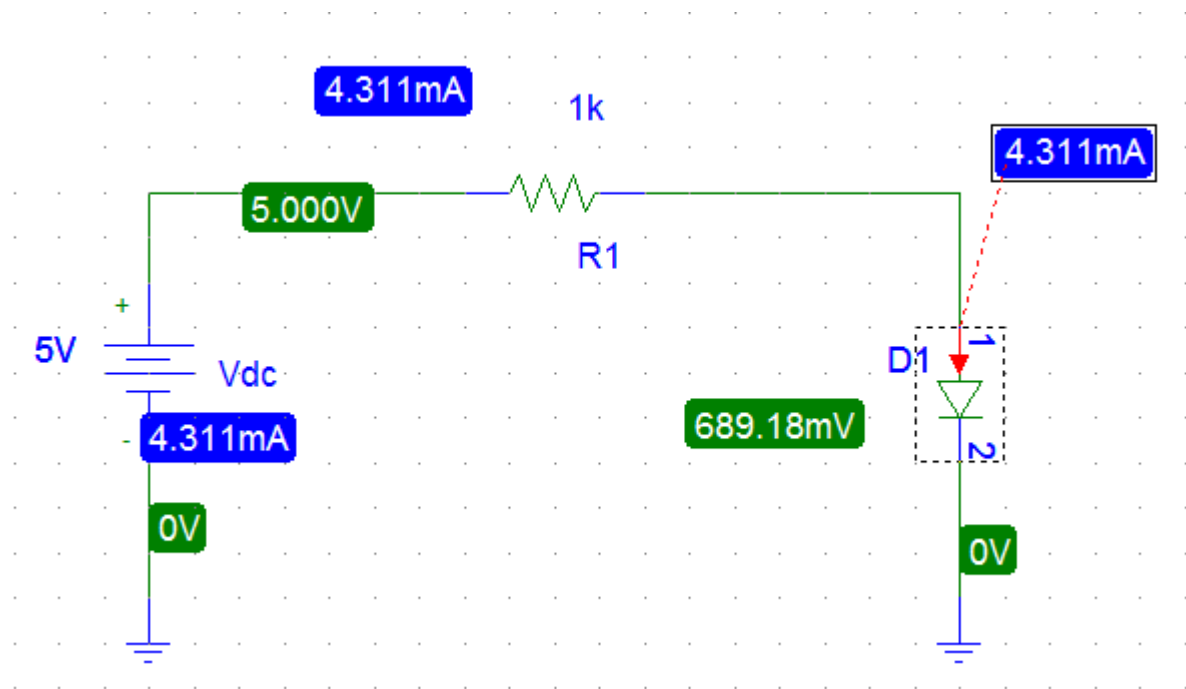 4.311mA
1k
4.311mA
5.000V
R1
+
5V
Vdc
D1
1
4.311mA
-
689.18mV
2
0V
0V